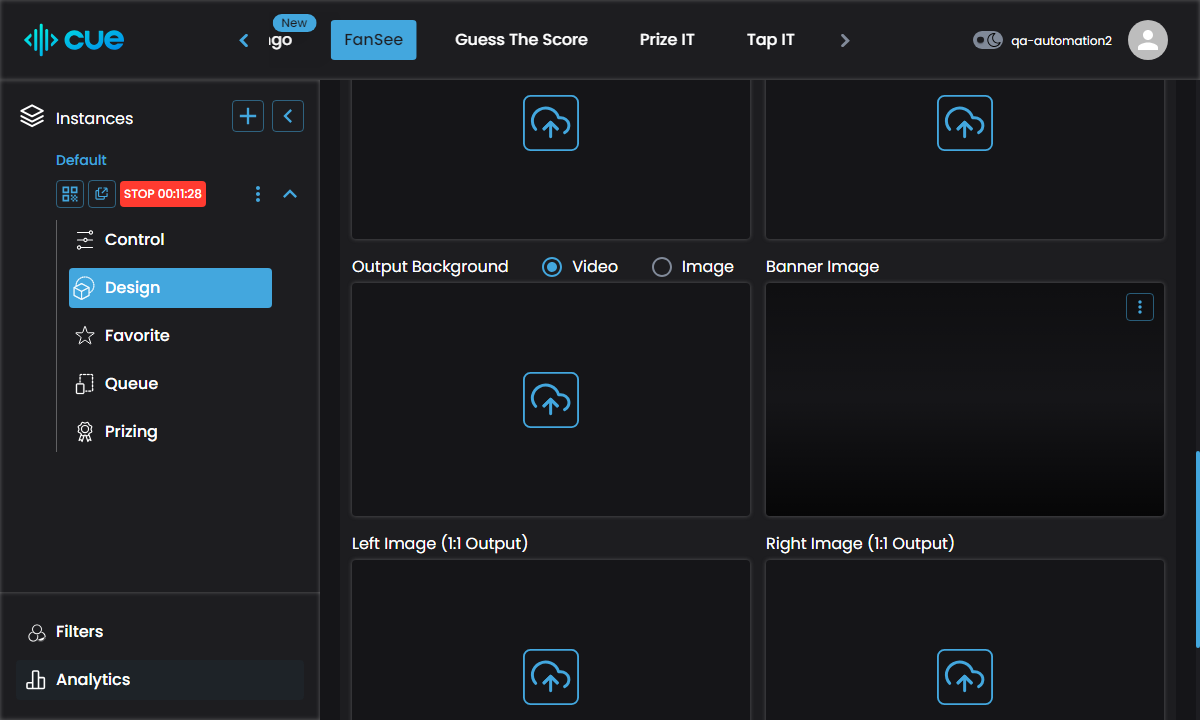 cue
New
FanSee
Guess The Score
Prize IT
Tap IT
qa-automation2
Instances
Default
STOP 00:11:28
Control
Design
Favorite
Queue
Prizing
Filters
Analytics
Output Background
Video
Image
Banner Image
Left Image (1:1 Output)
Right Image (1:1 Output)